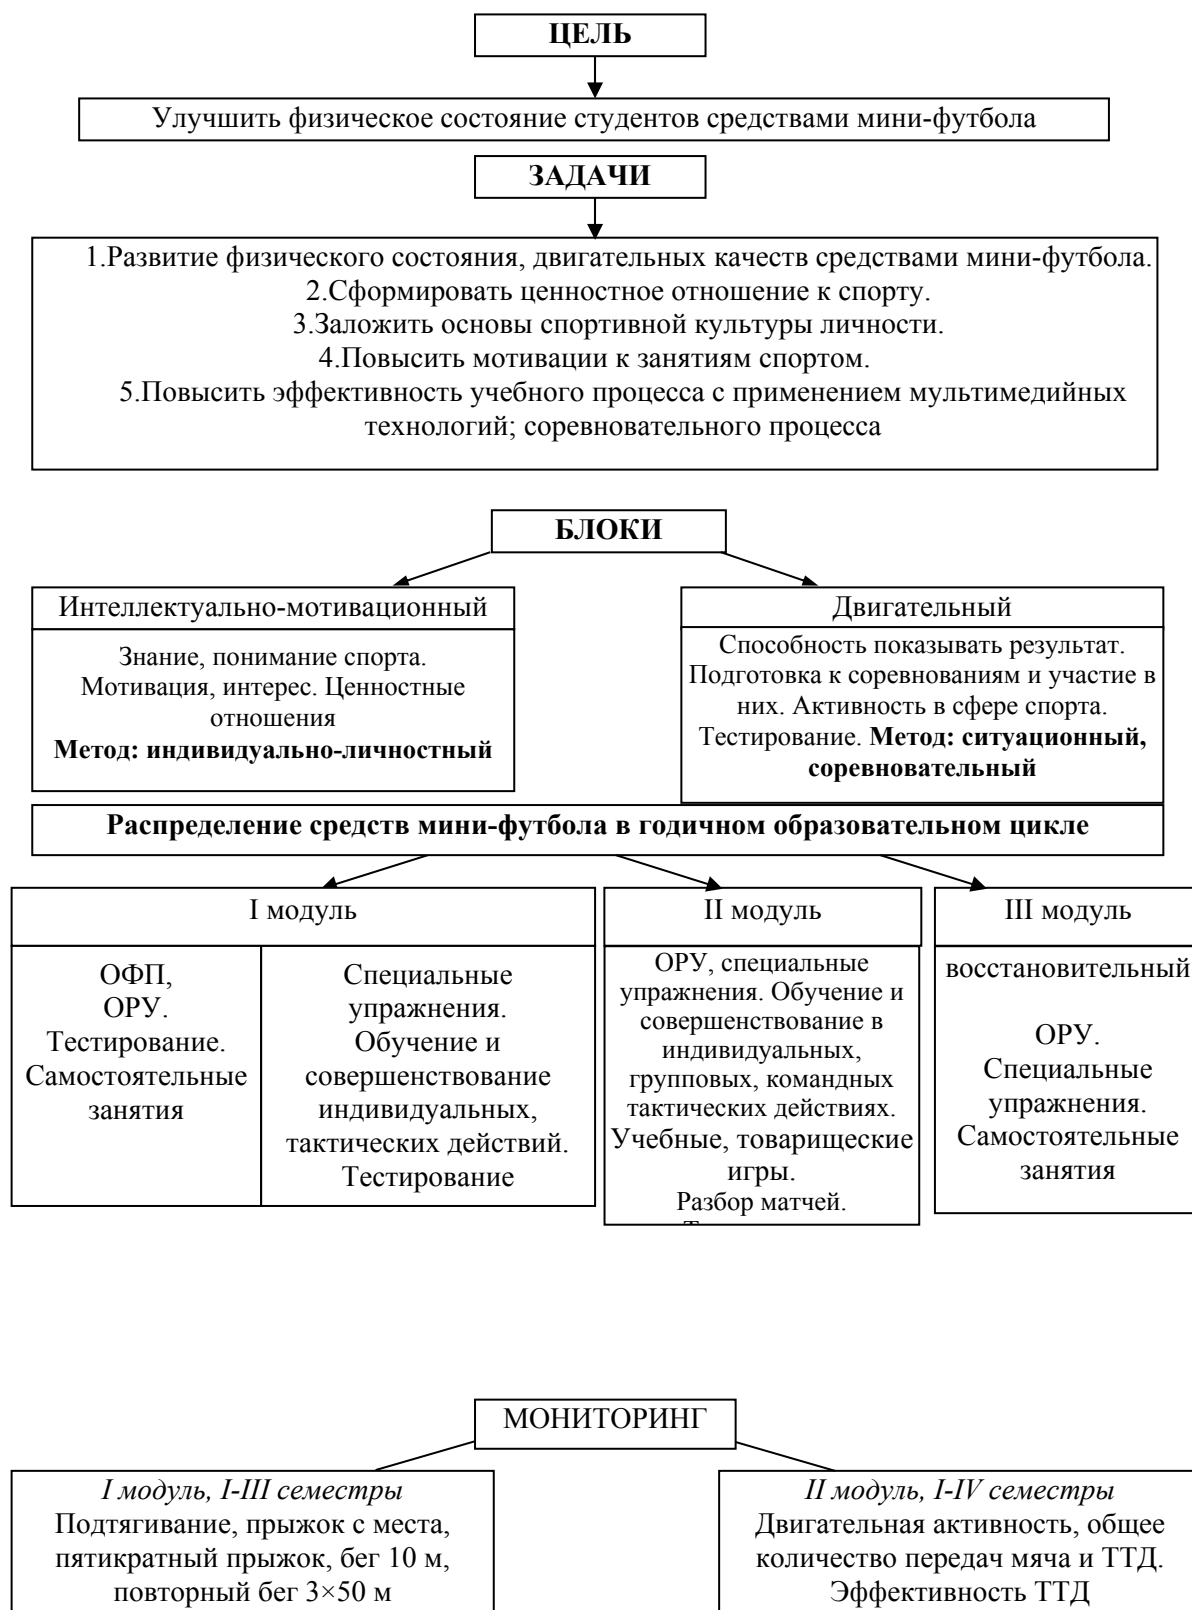 ЦЕЛЬ
Улучшить физическое состояние студентов средствами мини-футбола
ЗАДАЧИ
1.Развитие физического состояния, двигательных качеств средствами мини-футбола.
2.Сформировать ценностное отношение к спорту.
3.Заложить основы спортивной культуры личности.
4.Повысить мотивации к занятиям спортом.
5.Повысить эффективность учебного процесса с применением мультимедийных
технологий; соревновательного процесса
БЛОКИ
Интеллектуально-мотивационный
Знание, понимание спорта.
Мотивация, интерес. Ценностные
отношения
Метод: индивидуально-личностный
Двигательный
Способность показывать результат.
Подготовка к соревнованиям и участие в
них. Активность в сфере спорта.
Тестирование. Метод: ситуационный,
соревновательный
Распределение средств мини-футбола в годичном образовательном цикле
I модуль
ОФП,
ОРУ.
Тестирование.
Самостоятельные
занятия
Специальные
упражнения.
Обучение и
совершенствование
индивидуальных,
тактических действий.
Тестирование
II модуль
ОРУ, специальные
упражнения. Обучение и
совершенствование в
индивидуальных,
групповых, командных
тактических действиях.
Учебные, товарищеские
игры.
Разбор матчей.
III модуль
восстановительный
ОРУ.
Специальные
упражнения.
Самостоятельные
занятия
МОНИТОРИНГ
I модуль, I-III семестры
Подтягивание, прыжок с места,
пятикратный прыжок, бег 10 м,
повторный бег 3×50 м
II модуль, I-IV семестры
Двигательная активность, общее
количество передач мяча и ТТД.
Эффективность ТТД